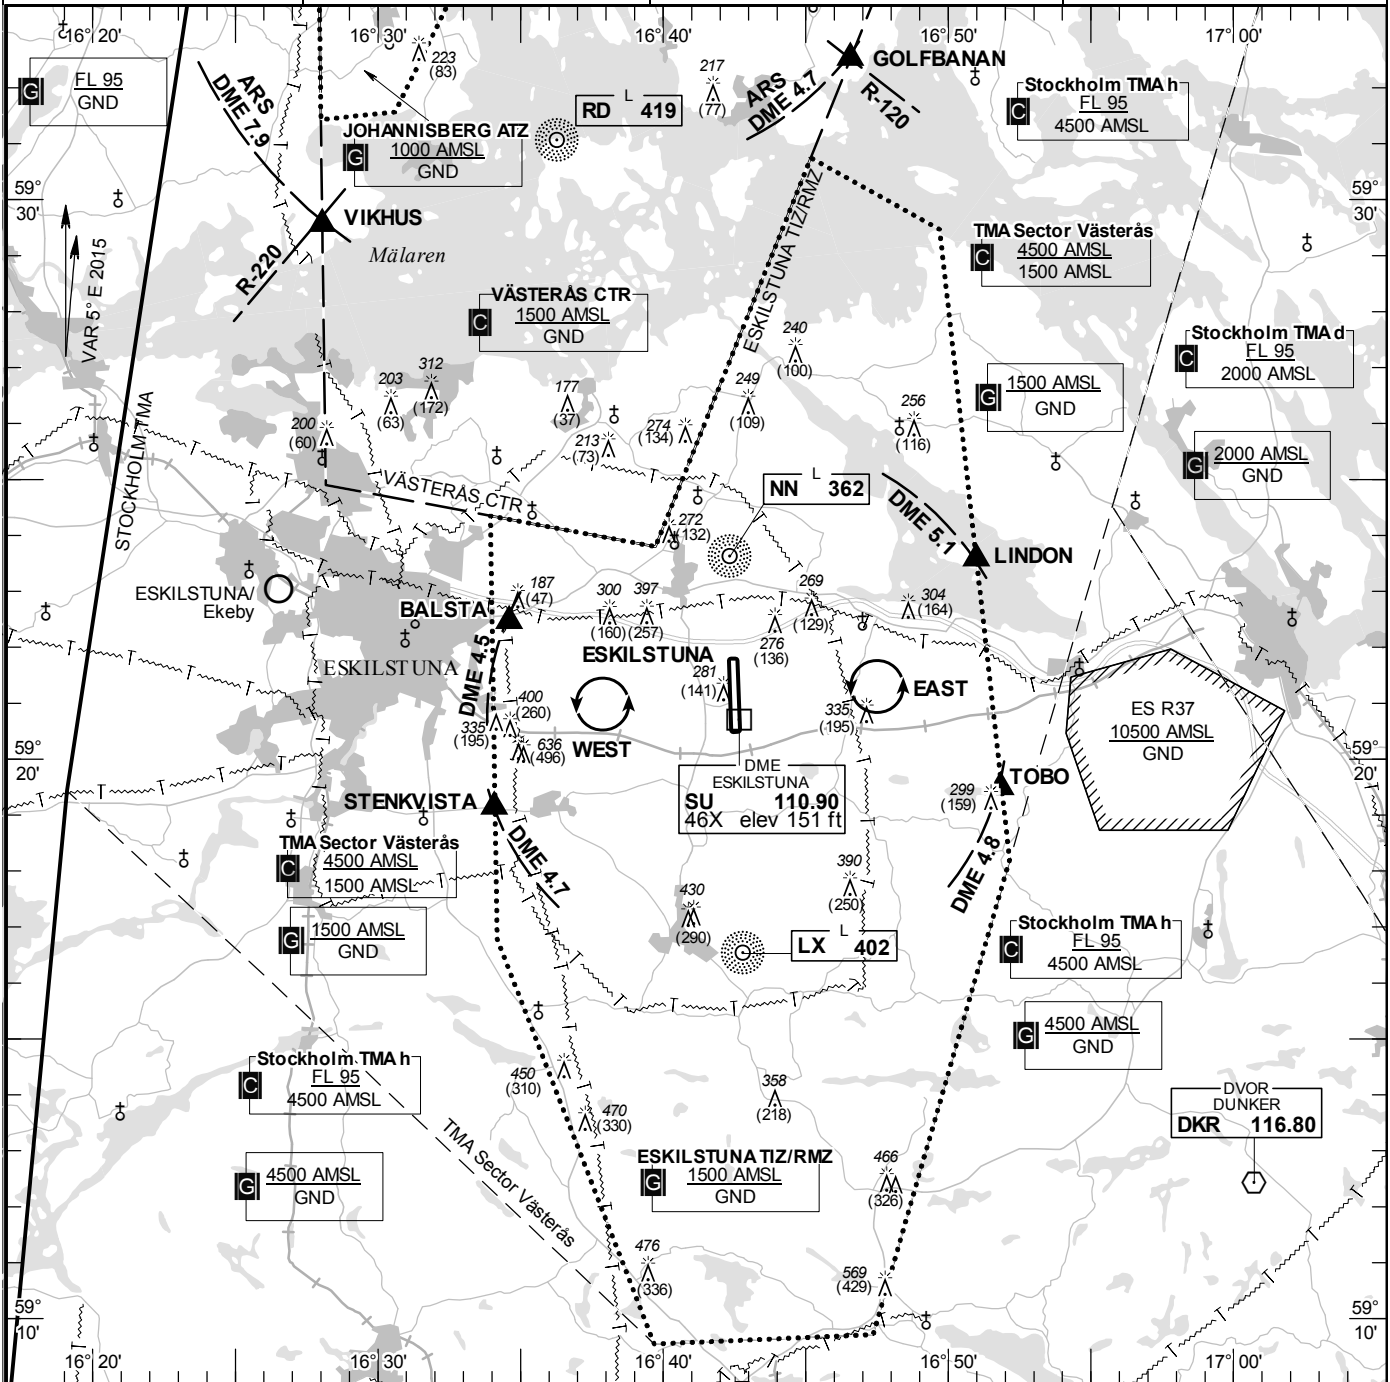 16° 20'
16° 30'
16° 40'
16° 50'
17° 00'
G
FL 95
GND
ARS
DME 7.9
223
(83)
JOHANNISBERG ATZ
G
1000 AMSL
GND
L
RD 419
217
(77)
ARS
DME 4.7
GOLFBANAN
R-120
Stockholm TMA h
C
FL 95
4500 AMSL
59°
30'
59°
30'
VIKHUS
R-220
Mälaren
VAR 5° E 2015
STOCKHOLM TMA
VÄSTERÅS CTR
C
1500 AMSL
GND
ESKILSTUNA TIZ/RMZ
TMA Sector Västerås
C
4500 AMSL
1500 AMSL
Stockholm TMA d
C
FL 95
2000 AMSL
G
1500 AMSL
GND
G
2000 AMSL
GND
240
(100)
249
(109)
256
(116)
312
(172)
203
(63)
200
(60)
177
(37)
213
(73)
274
(134)
VÄSTERÅS CTR
L
NN 362
272
(132)
DME 5.1
LINDON
ESKILSTUNA/
Ekeby
BALSTA
187
(47)
300
(160)
397
(257)
269
(129)
276
(136)
304
(164)
ESKILSTUNA
DME 4.5
ESKILSTUNA
281
(141)
EAST
335
(195)
335
(195)
400
(260)
636
(496)
WEST
ES R37
10500 AMSL
GND
59°
20'
59°
20'
DME
ESKILSTUNA
SU 110.90
46X elev 151 ft
TOBO
299
(159)
DME 4.8
STENKVISTA
DME 4.7
TMA Sector Västerås
C
4500 AMSL
1500 AMSL
G
1500 AMSL
GND
390
(250)
430
(290)
L
LX 402
Stockholm TMA h
C
FL 95
4500 AMSL
G
4500 AMSL
GND
Stockholm TMA h
C
FL 95
4500 AMSL
450
(310)
470
(330)
358
(218)
DVOR
DUNKER
DKR 116.80
TMA Sector Västerås
G
4500 AMSL
GND
ESKILSTUNA TIZ/RMZ
G
1500 AMSL
GND
466
(326)
476
(336)
569
(429)
59°
10'
59°
10'
16° 20'
16° 30'
16° 40'
16° 50'
17° 00'